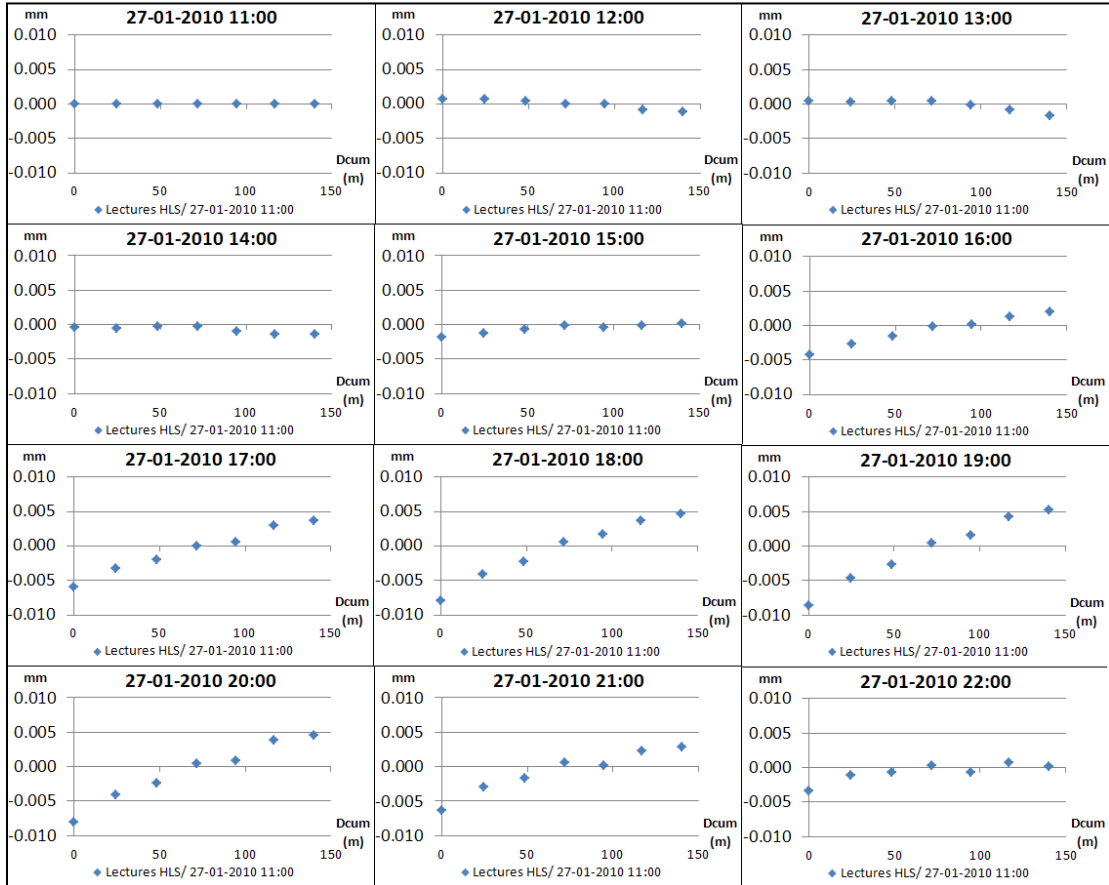 mm 27-01-2010 11:00
0.010
0.005
0.000
-0.005
-0.010
Dcum
(m)
0 50 100 150
Lectures HLS/ 27-01-2010 11:00
mm 27-01-2010 12:00
0.010
0.005
0.000
-0.005
-0.010
Dcum
(m)
0 50 100 150
Lectures HLS/ 27-01-2010 11:00
mm 27-01-2010 13:00
0.010
0.005
0.000
-0.005
-0.010
Dcum
(m)
0 50 100 150
Lectures HLS/ 27-01-2010 11:00
mm 27-01-2010 14:00
0.010
0.005
0.000
-0.005
-0.010
Dcum
(m)
0 50 100 150
Lectures HLS/ 27-01-2010 11:00
mm 27-01-2010 15:00
0.010
0.005
0.000
-0.005
-0.010
Dcum
(m)
0 50 100 150
Lectures HLS/ 27-01-2010 11:00
mm 27-01-2010 16:00
0.010
0.005
0.000
-0.005
-0.010
Dcum
(m)
0 50 100 150
Lectures HLS/ 27-01-2010 11:00
mm 27-01-2010 17:00
0.010
0.005
0.000
-0.005
-0.010
Dcum
(m)
0 50 100 150
Lectures HLS/ 27-01-2010 11:00
mm 27-01-2010 18:00
0.010
0.005
0.000
-0.005
-0.010
Dcum
(m)
0 50 100 150
Lectures HLS/ 27-01-2010 11:00
mm 27-01-2010 19:00
0.010
0.005
0.000
-0.005
-0.010
Dcum
(m)
0 50 100 150
Lectures HLS/ 27-01-2010 11:00
mm 27-01-2010 20:00
0.010
0.005
0.000
-0.005
-0.010
Dcum
(m)
0 50 100 150
Lectures HLS/ 27-01-2010 11:00
mm 27-01-2010 21:00
0.010
0.005
0.000
-0.005
-0.010
Dcum
(m)
0 50 100 150
Lectures HLS/ 27-01-2010 11:00
mm 27-01-2010 22:00
0.010
0.005
0.000
-0.005
-0.010
Dcum
(m)
0 50 100 150
Lectures HLS/ 27-01-2010 11:00